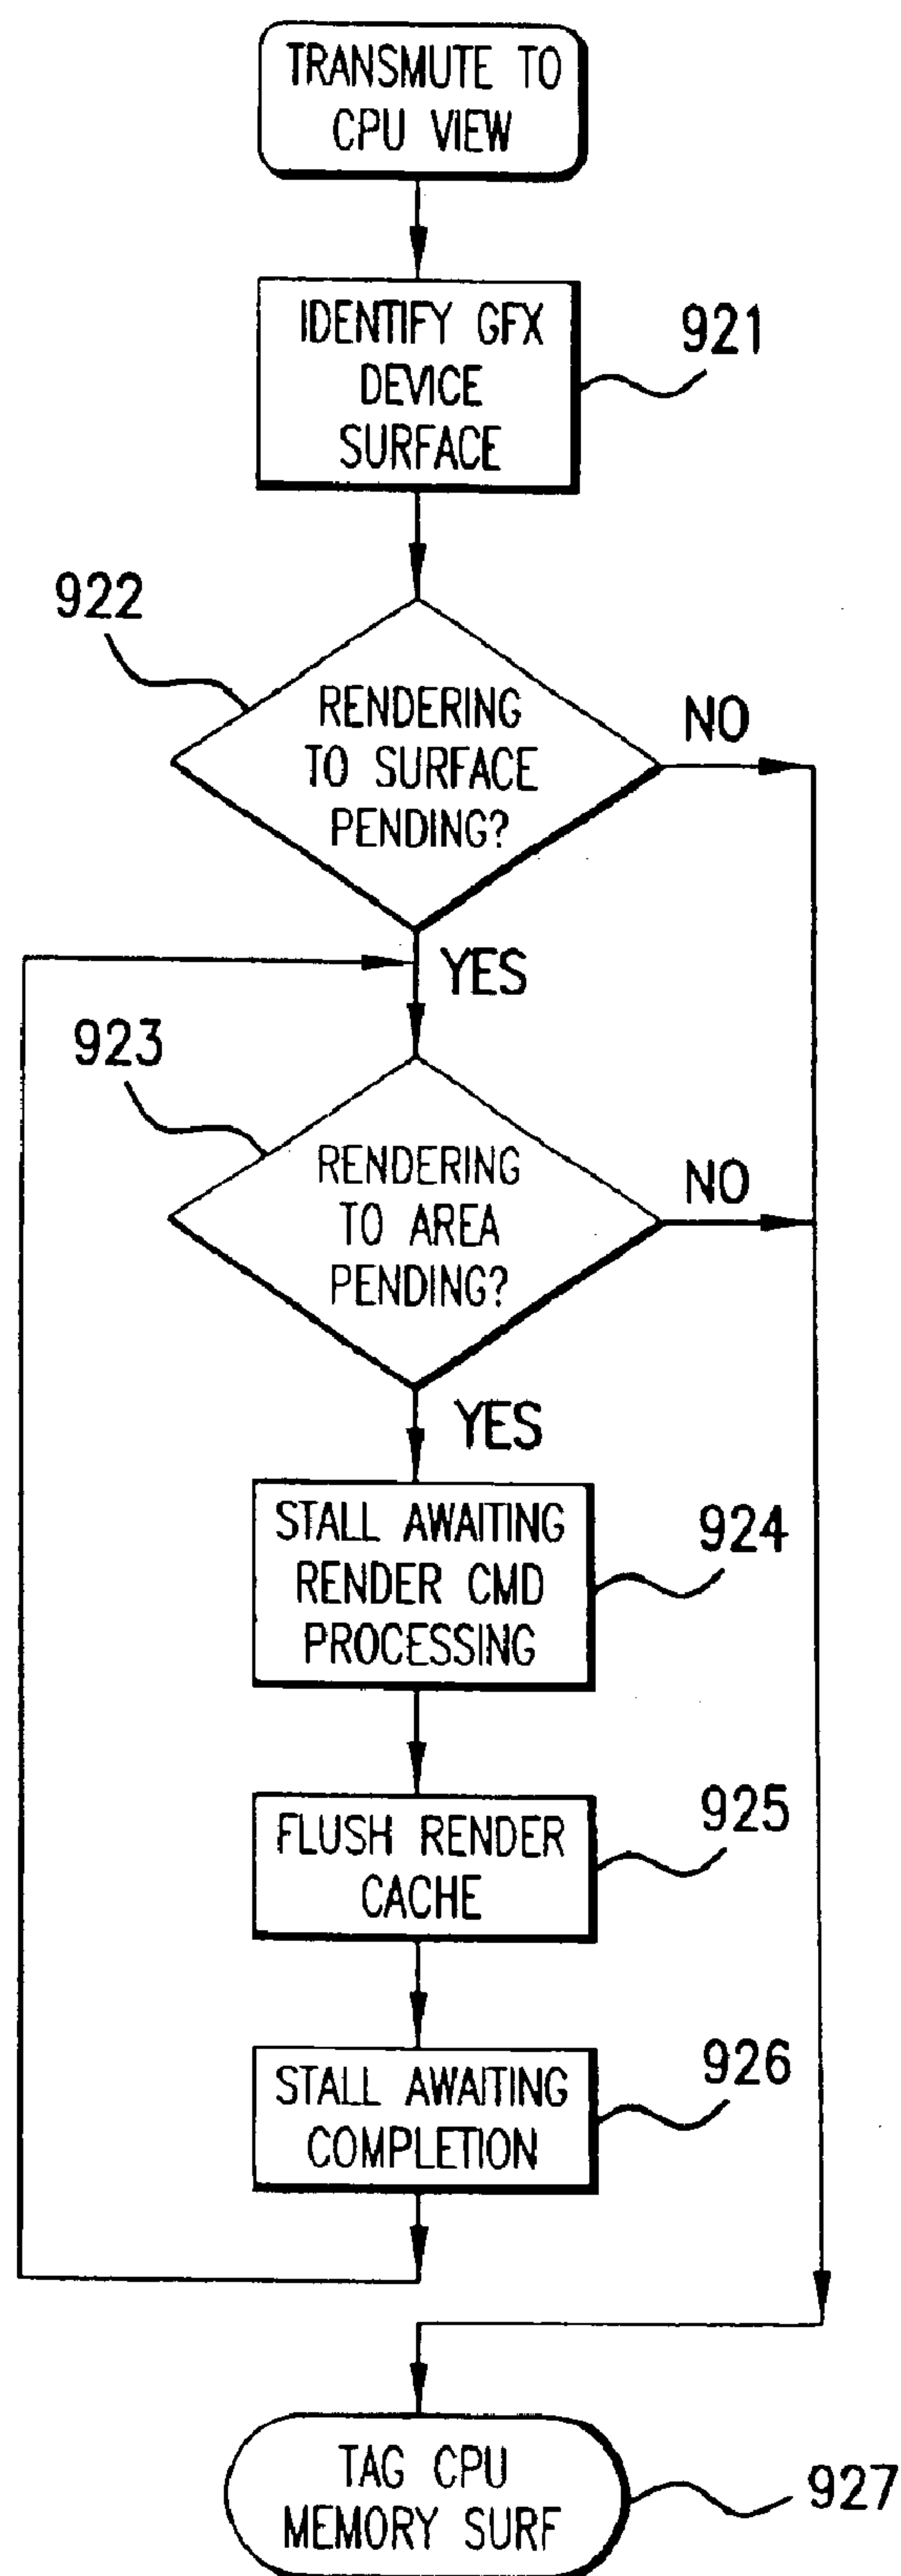 TRANSMUTE TO
CPU VIEW
IDENTIFY GFX
DEVICE
SURFACE
921
922
RENDERING
TO SURFACE
PENDING?
NO
YES
923
RENDERING
TO AREA
PENDING?
NO
YES
STALL AWAITING
RENDER CMD
PROCESSING
924
FLUSH RENDER
CACHE
925
STALL AWAITING
COMPLETION
926
TAG CPU
MEMORY SURF
927